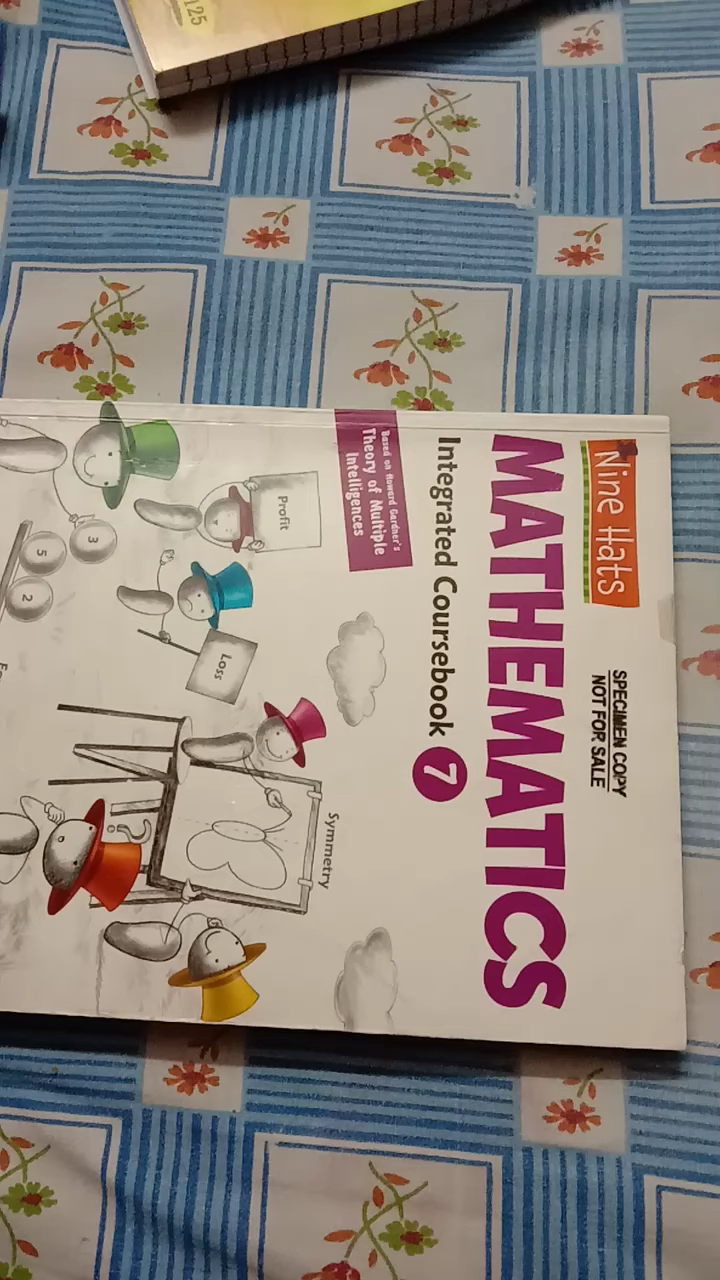 Nine Hats
SPECIMEN COPY
NOT FOR SALE
MATHEMATICS
Integrated Coursebook 7
Based on Howard Gardner's
Theory of Multiple
Intelligences
Symmetry
Profit
Loss
3
5
2
125